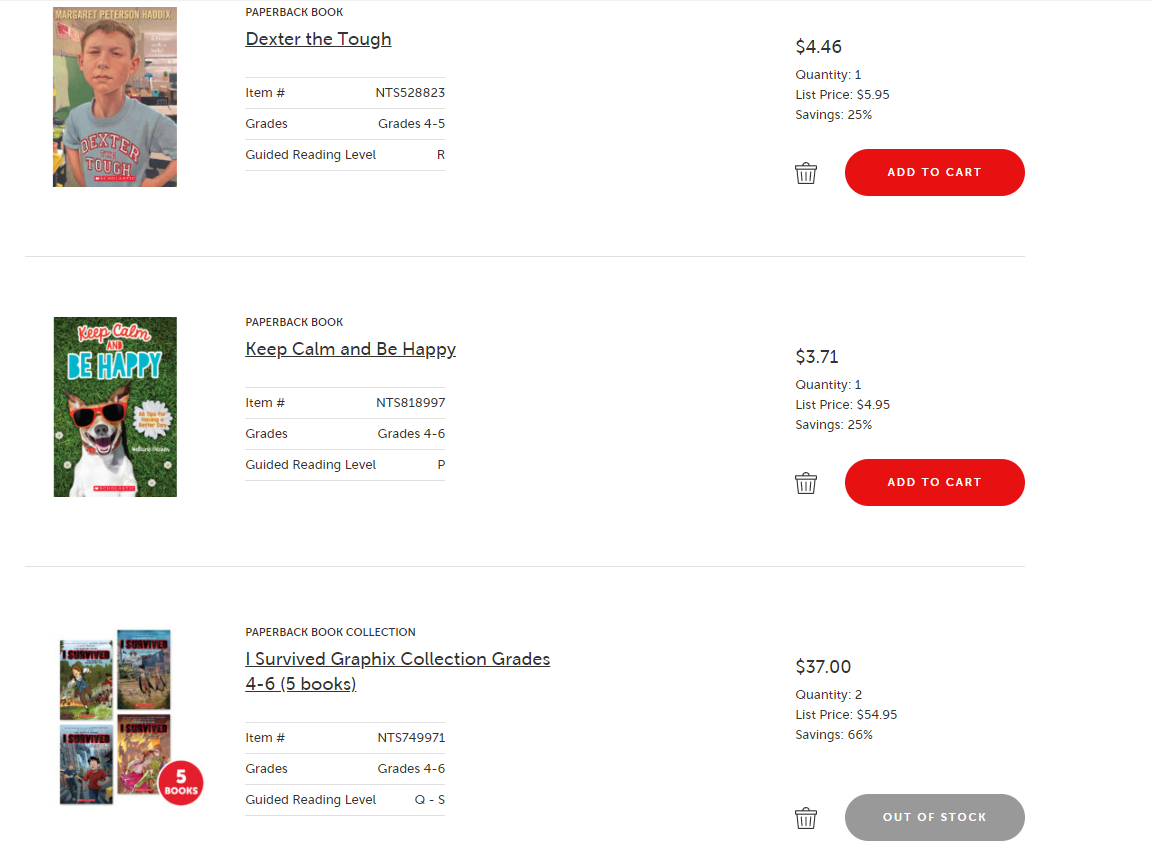 MARGARET PETERSON HADDIX
DEXTER
THE
TOUGH
SCHOLASTIC
PAPERBACK BOOK
Dexter the Tough
Item # NTS528823
Grades Grades 4-5
Guided Reading Level R
$4.46
Quantity: 1
List Price: $5.95
Savings: 25%
ADD TO CART
Keep Calm
AND
BE HAPPY
SCHOLASTIC
PAPERBACK BOOK
Keep Calm and Be Happy
Item # NTS818997
Grades Grades 4-6
Guided Reading Level P
$3.71
Quantity: 1
List Price: $4.95
Savings: 25%
ADD TO CART
I SURVIVED
I SURVIVED
I SURVIVED
I SURVIVED
5
BOOKS
PAPERBACK BOOK COLLECTION
I Survived Graphix Collection Grades
4-6 (5 books)
Item # NTS749971
Grades Grades 4-6
Guided Reading Level Q - S
$37.00
Quantity: 2
List Price: $54.95
Savings: 66%
OUT OF STOCK